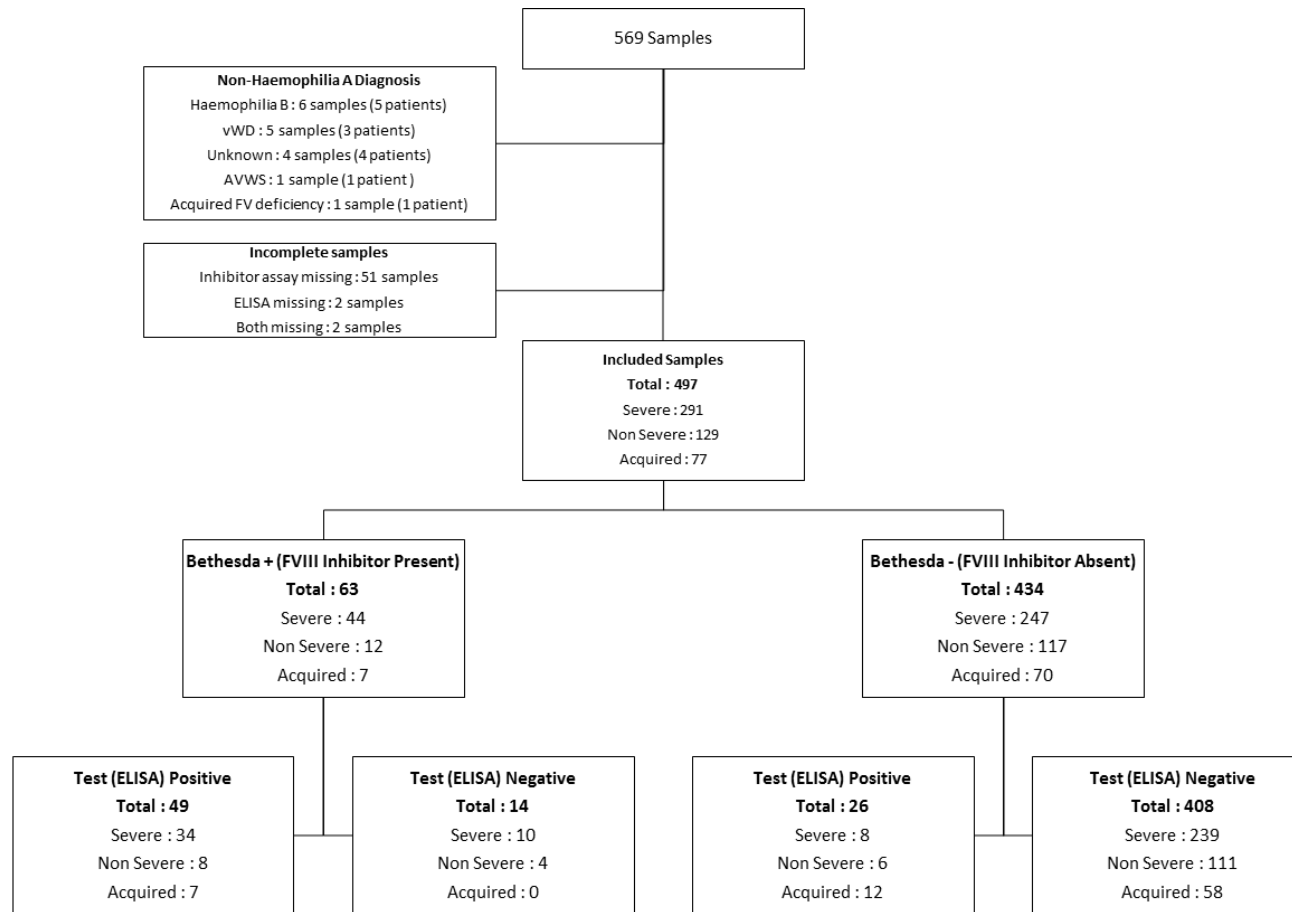 569 Samples
Non-Haemophilia A Diagnosis
Haemophilia B : 6 samples (5 patients)
vWD : 5 samples (3 patients)
Unknown : 4 samples (4 patients)
AVWS : 1 sample (1 patient )
Acquired FV deficiency : 1 sample (1 patient)
Incomplete samples
Inhibitor assay missing : 51 samples
ELISA missing : 2 samples
Both missing : 2 samples
Included Samples
Total : 497
Severe : 291
Non Severe : 129
Acquired : 77
Bethesda + (FVIII Inhibitor Present)
Total : 63
Severe : 44
Non Severe : 12
Acquired : 7
Bethesda - (FVIII Inhibitor Absent)
Total : 434
Severe : 247
Non Severe : 117
Acquired : 70
Test (ELISA) Positive
Total : 49
Severe : 34
Non Severe : 8
Acquired : 7
Test (ELISA) Negative
Total : 14
Severe : 10
Non Severe : 4
Acquired : 0
Test (ELISA) Positive
Total : 26
Severe : 8
Non Severe : 6
Acquired : 12
Test (ELISA) Negative
Total : 408
Severe : 239
Non Severe : 111
Acquired : 58